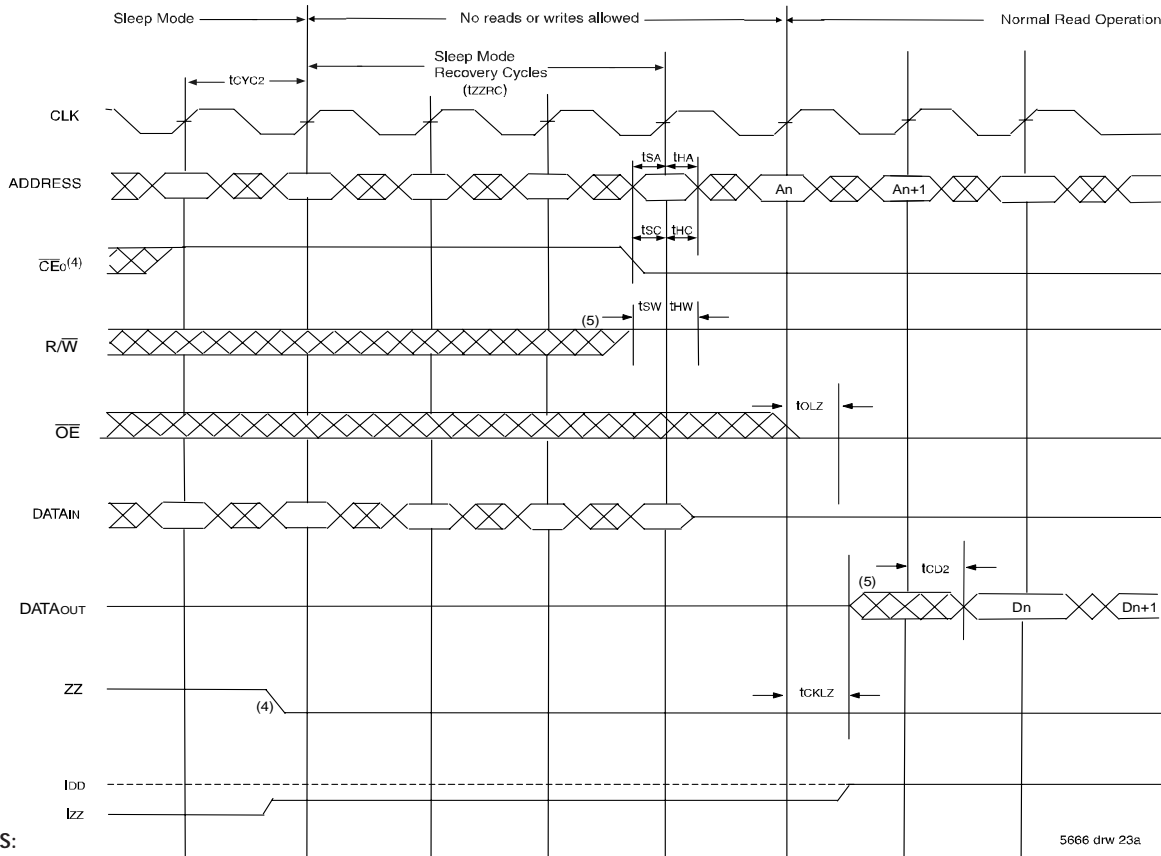 Sleep Mode
No reads or writes allowed
Normal Read Operation
Sleep Mode
Recovery Cycles
(tZZRC)
tCYC2
CLK
tSA
tHA
ADDRESS
An
An+1
tSC
tHC
CE0(4)
tSW
tHW
(5)
R/W
tOLZ
OE
DATAIN
tCD2
(5)
DATAOUT
Dn
Dn+1
ZZ
(4)
tCKLZ
IDD
IZZ
S:
5666 drw 23a